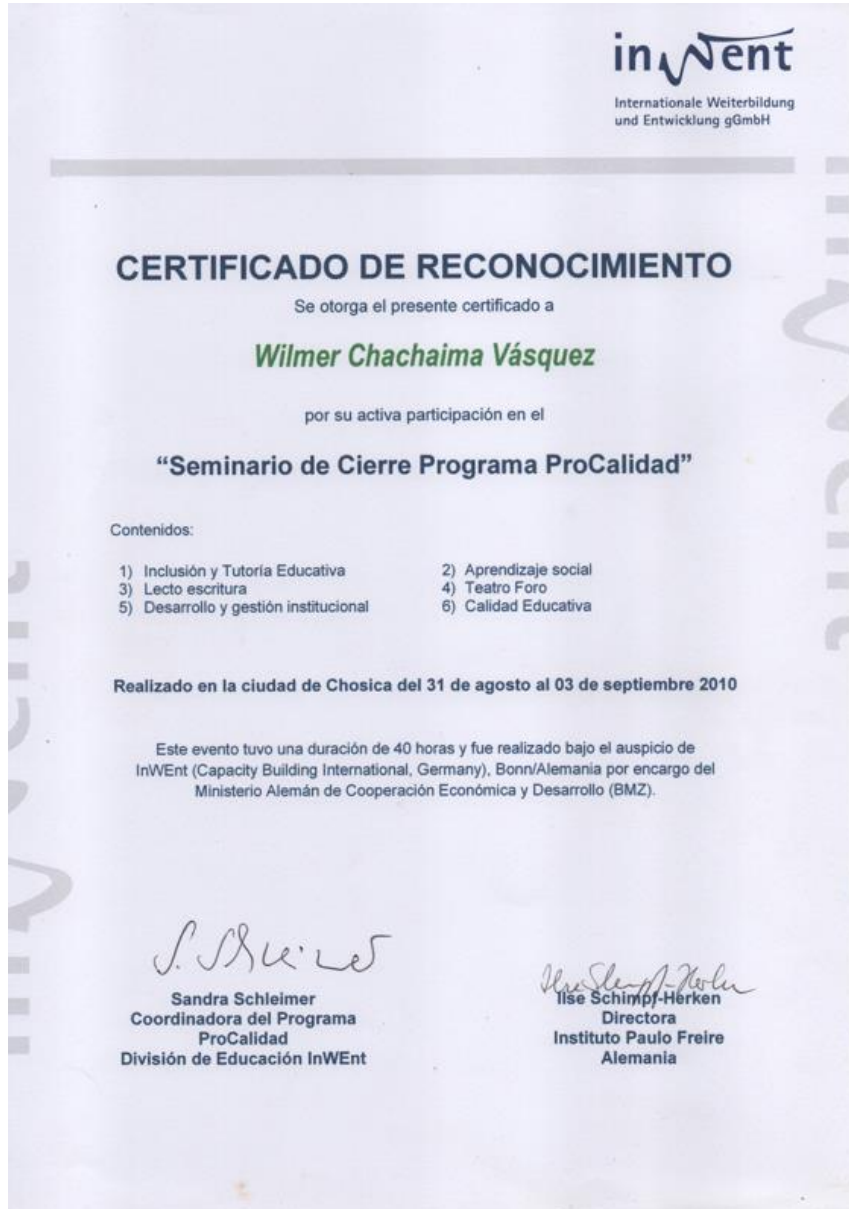 inwent
Internationale Weiterbildung
und Entwicklung gGmbH
CERTIFICADO DE RECONOCIMIENTO
Se otorga el presente certificado a
Wilmer Chachaima Vásquez
por su activa participación en el
“Seminario de Cierre Programa ProCalidad”
Contenidos:
1) Inclusión y Tutoría Educativa 2) Aprendizaje social
3) Lecto escritura 4) Teatro Foro
5) Desarrollo y gestión institucional 6) Calidad Educativa
Realizado en la ciudad de Chosica del 31 de agosto al 03 de septiembre 2010
Este evento tuvo una duración de 40 horas y fue realizado bajo el auspicio de
InWEnt (Capacity Building International, Germany), Bonn/Alemania por encargo del
Ministerio Alemán de Cooperación Económica y Desarrollo (BMZ).
S. Schleimer
Ilse Schimpf-Herken
Sandra Schleimer
Coordinadora del Programa
ProCalidad
División de Educación InWEnt
Ilse Schimpf-Herken
Directora
Instituto Paulo Freire
Alemania